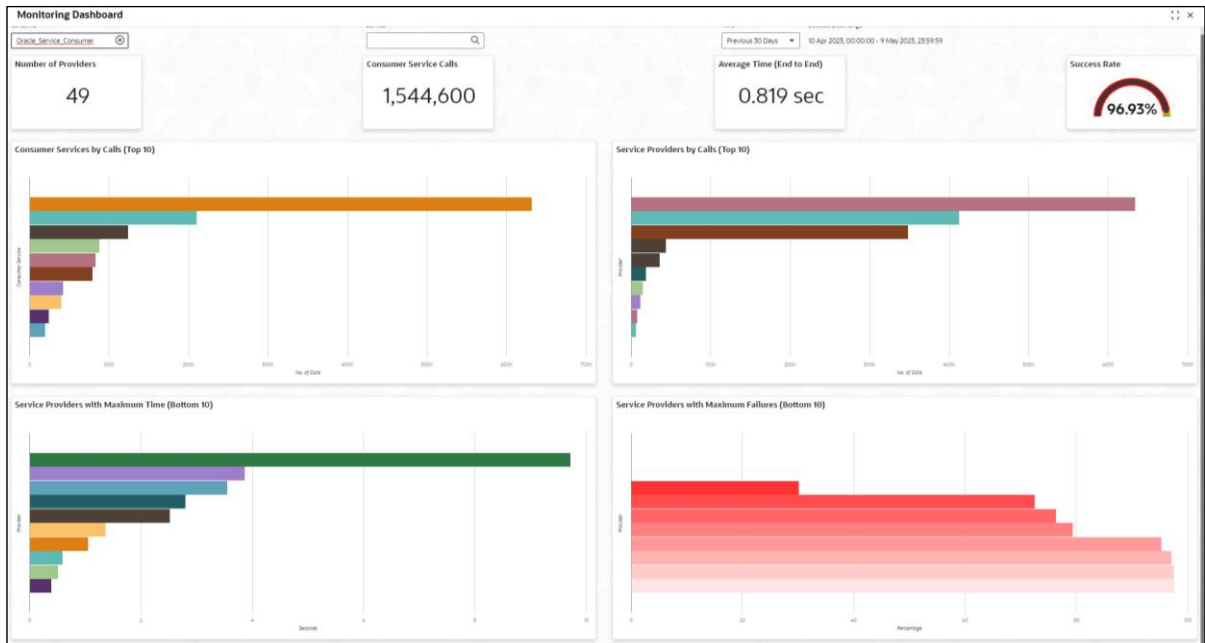 Monitoring Dashboard
Oracle_Service_Consumer
Previous 30 Days
10 Apr 2023, 00:00:00 - 9 May 2023, 23:59:59
Number of Providers
49
Consumer Service Calls
1,544,600
Average Time (End to End)
0.819 sec
Success Rate
96.93%
Consumer Services by Calls (Top 10)
Consumer Service
0 100k 200k 300k 400k 500k 600k 700k
No. of Calls
Service Providers by Calls (Top 10)
Provider
0 100k 200k 300k 400k 500k 600k 700k
No. of Calls
Service Providers with Maximum Time (Bottom 10)
Provider
0 2 4 6 8 10
Seconds
Service Providers with Maximum Failures (Bottom 10)
Provider
0 20 40 60 80 100
Percentage